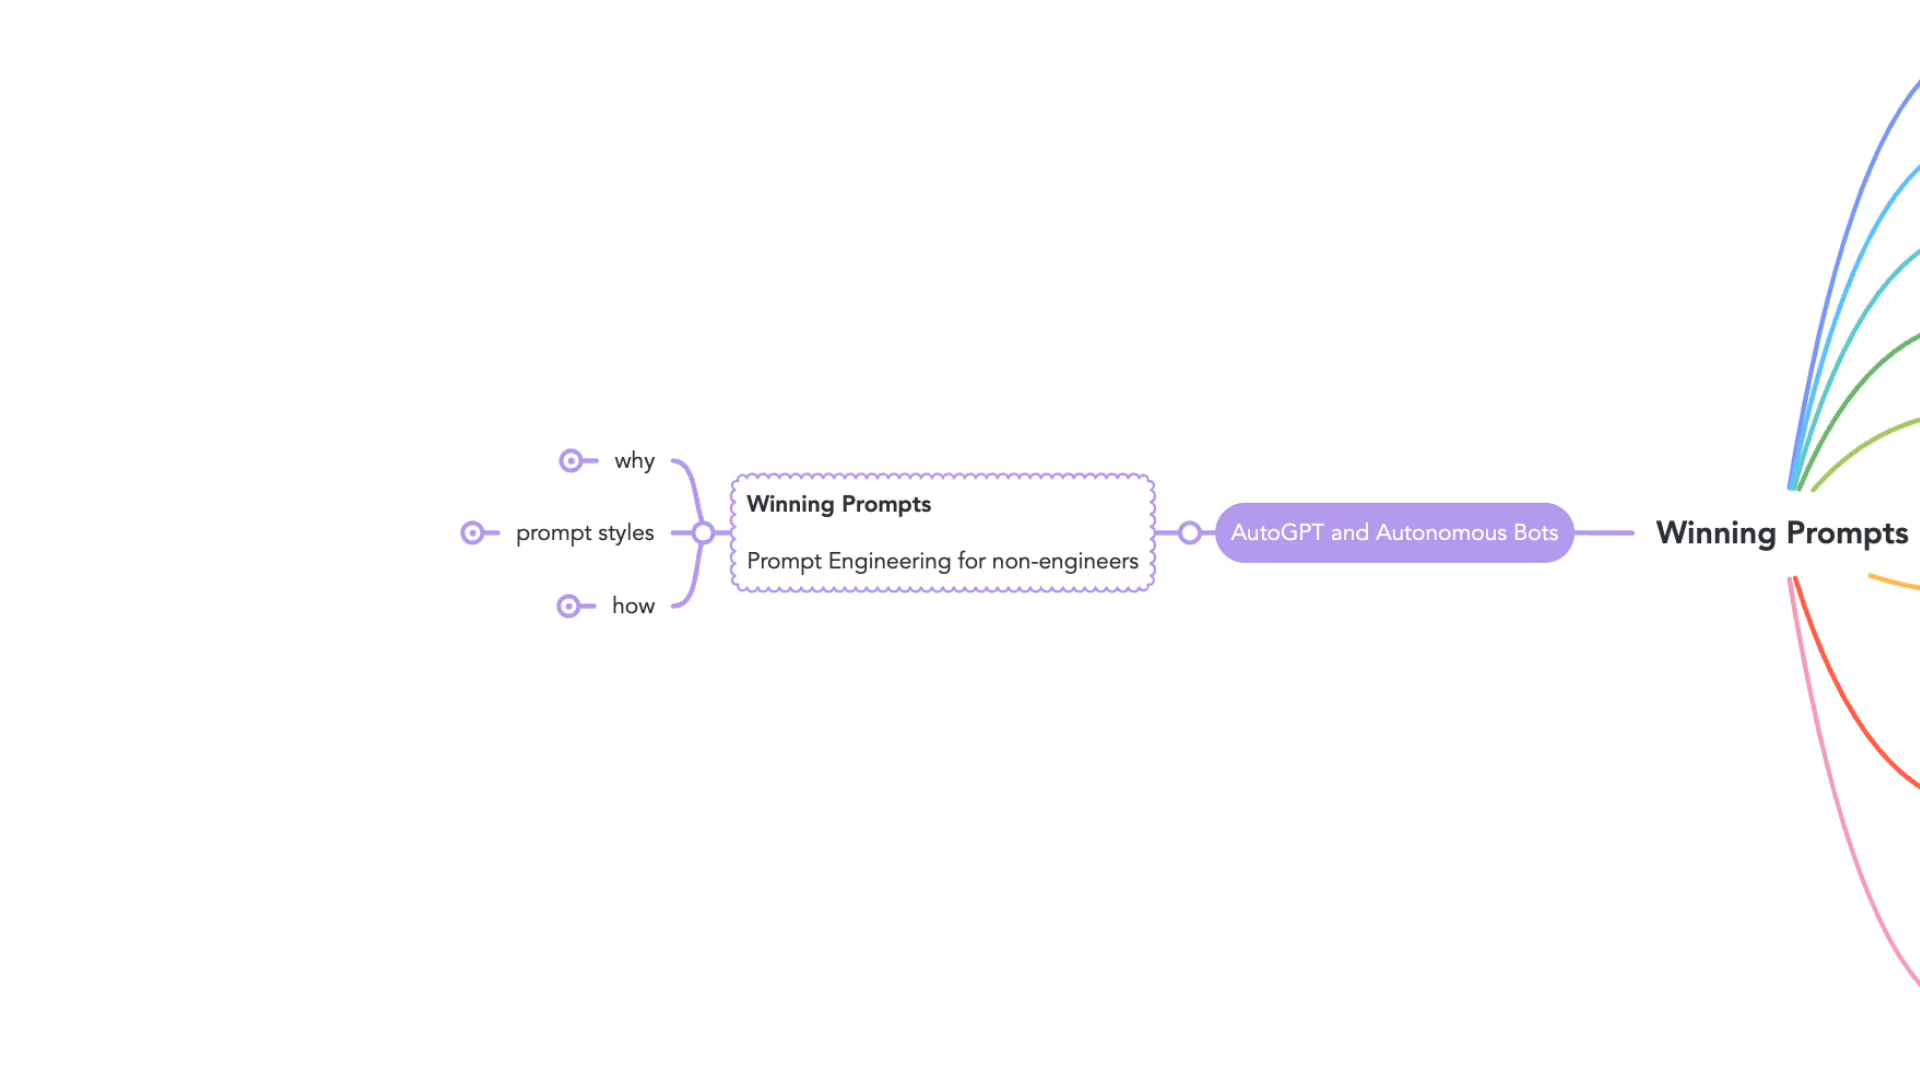 why
prompt styles
how
Winning Prompts
Prompt Engineering for non-engineers
AutoGPT and Autonomous Bots
Winning Prompts